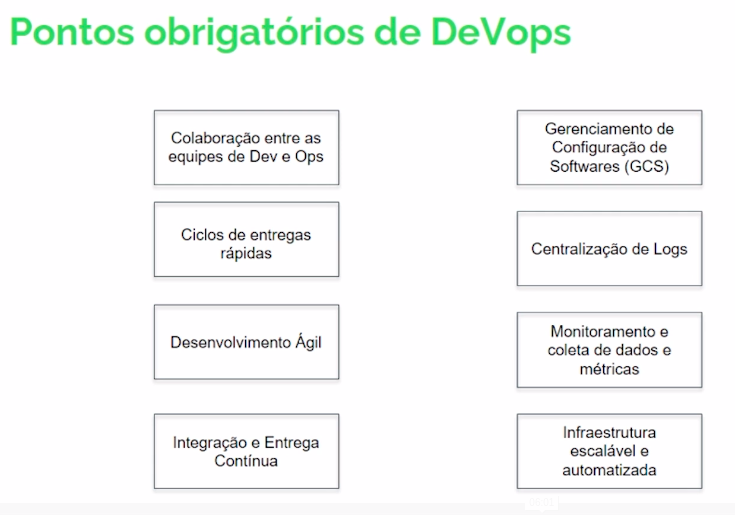 Pontos obrigatórios de DeVops
Colaboração entre as
equipes de Dev e Ops
Ciclos de entregas
rápidas
Desenvolvimento Ágil
Integração e Entrega
Contínua
Gerenciamento de
Configuração de
Softwares (GCS)
Centralização de Logs
Monitoramento e
coleta de dados e
métricas
Infraestrutura
escalável e
automatizada